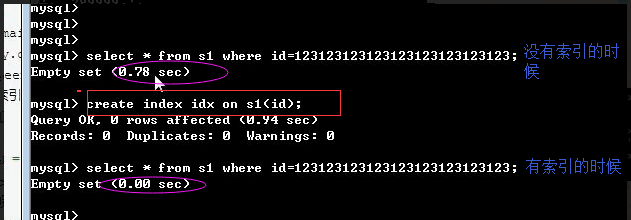 mysql>
mysql>
mysql>
mysql> select * from s1 where id=123123123123123123123123123; 没有索引的时
Empty set (0.78 sec) 候
mysql> create index idx on s1(id);
Query OK, 0 rows affected (0.94 sec)
Records: 0  Duplicates: 0  Warnings: 0
mysql> select * from s1 where id=123123123123123123123123123; 有索引的时候
Empty set (0.00 sec)
mysql>